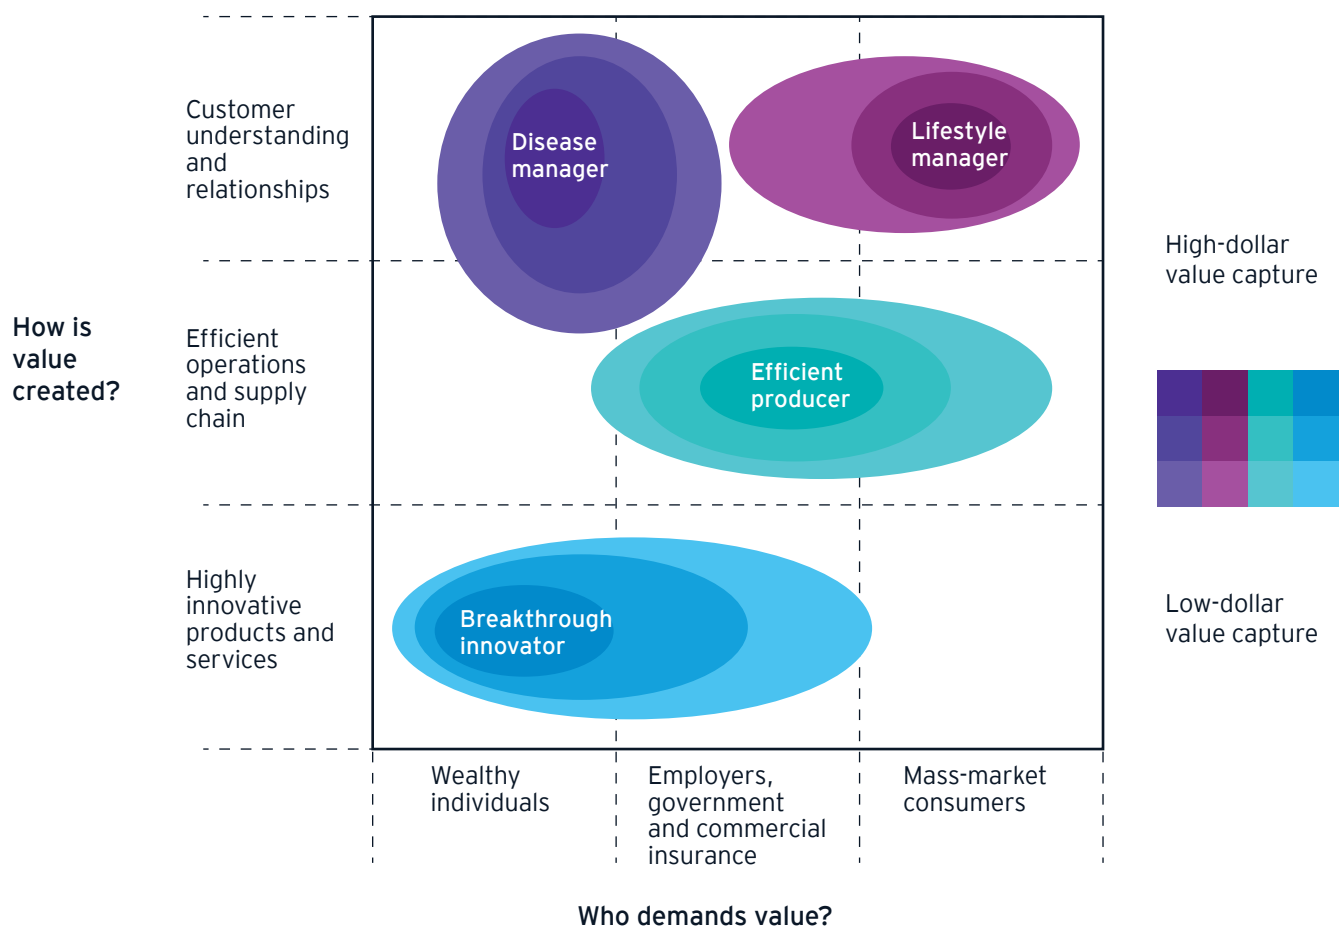 Customer
understanding
and
relationships
Disease
manager
Lifestyle
manager
High-dollar
value capture
How is
value
created?
Efficient
operations
and supply
chain
Efficient
producer
Highly
innovative
products and
services
Breakthrough
innovator
Low-dollar
value capture
Wealthy
individuals
Employers,
government
and commercial
insurance
Mass-market
consumers
Who demands value?